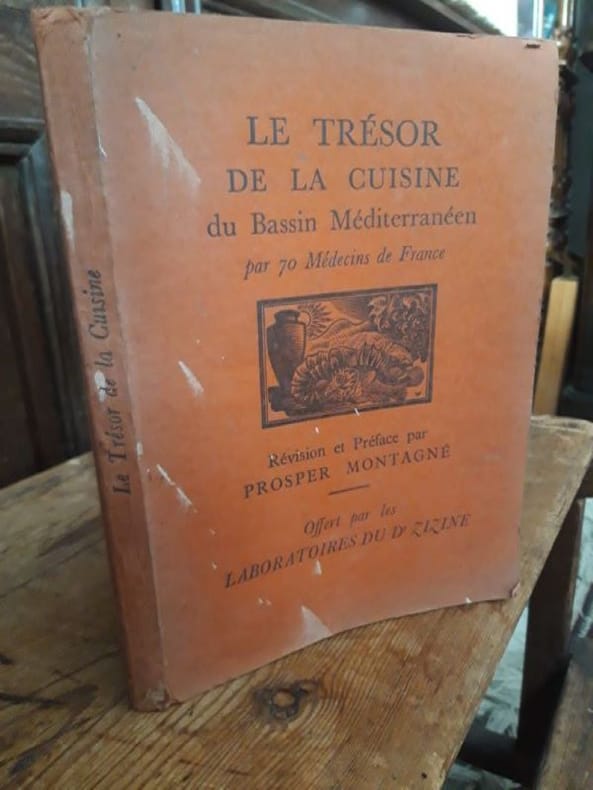 LE TRÉSOR
DE LA CUISINE
du Bassin Méditerranéen
par 70 Médecins de France
Révision et Préface par
PROSPER MONTAGNÉ
Offert par les
LABORATOIRES DU Dr ZIZINE
Le Trésor de la Cuisine